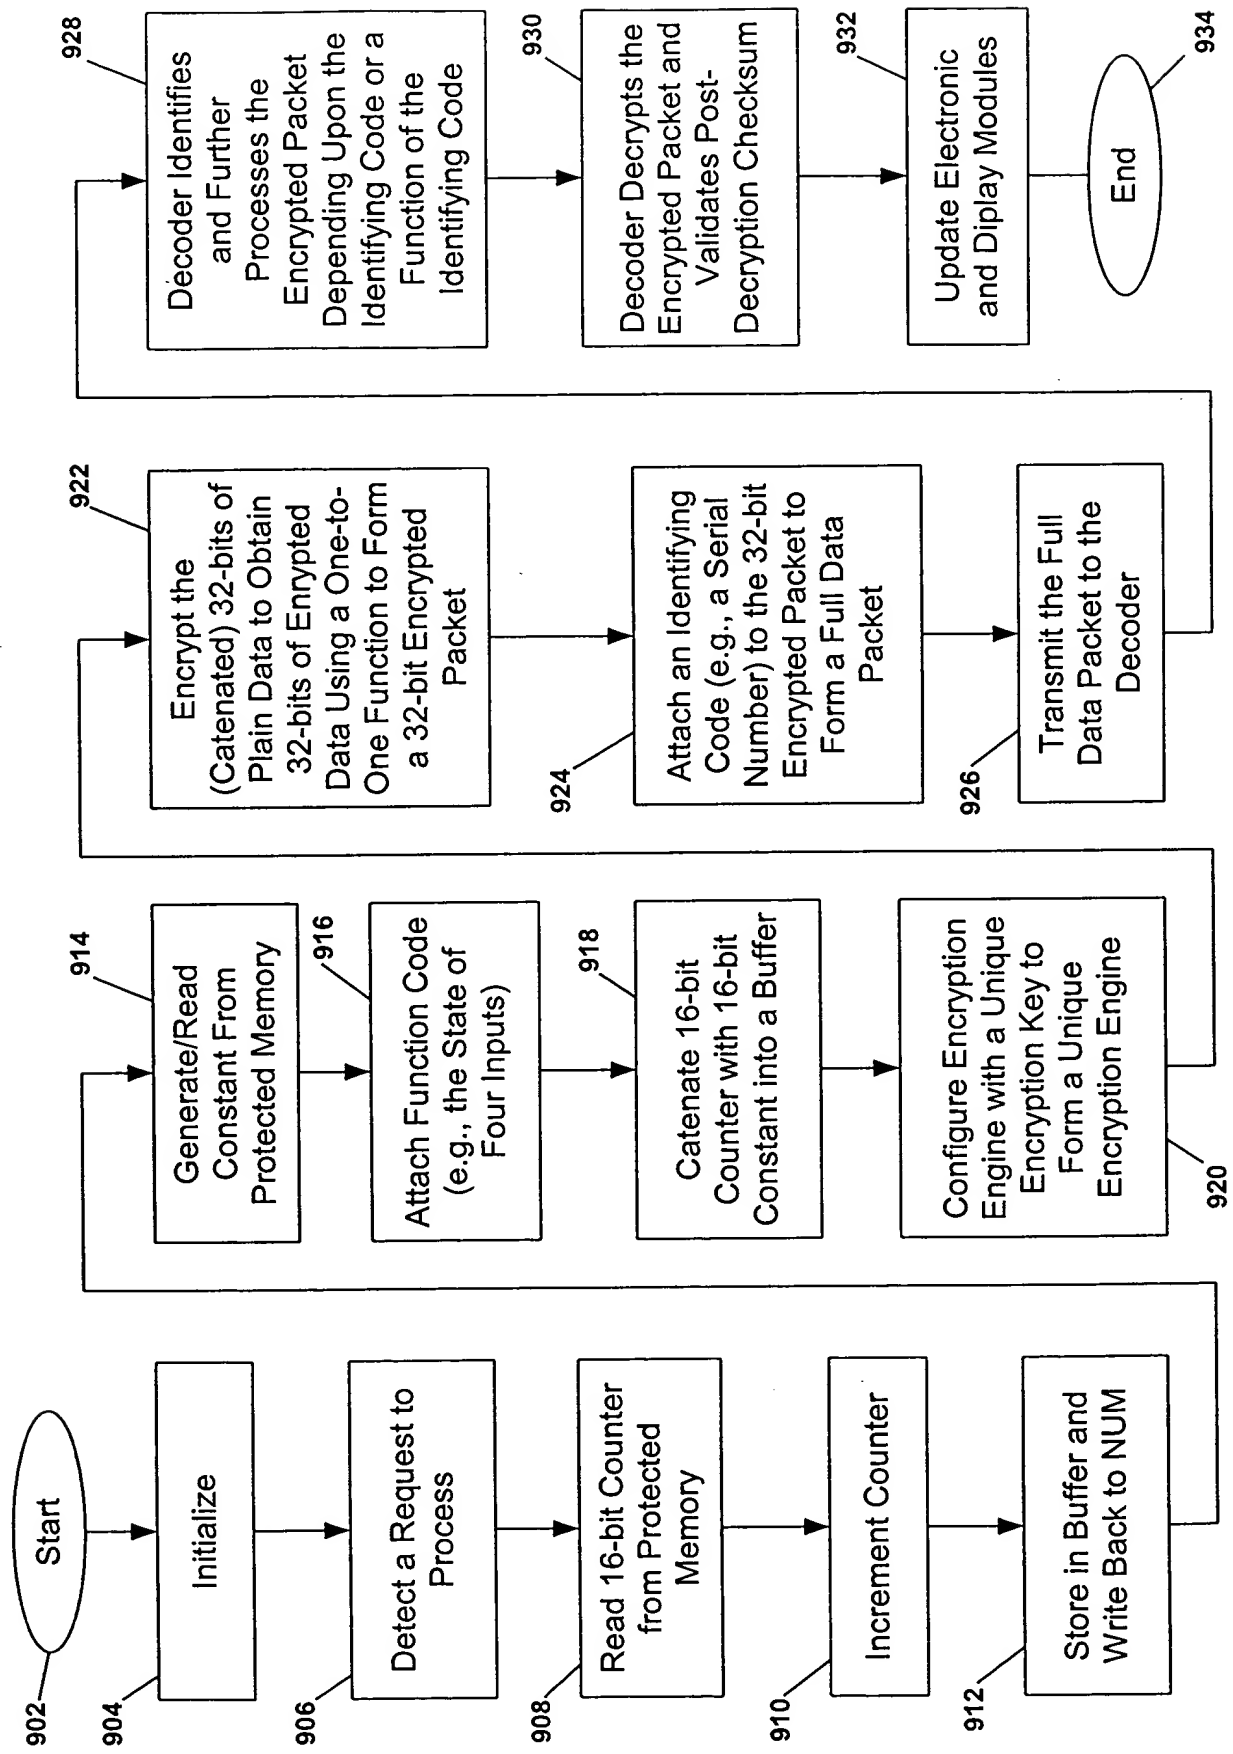 902
Start
904
Initialize
906
Detect a Request to
Process
908
Read 16-bit Counter
from Protected
Memory
910
Increment Counter
912
Store in Buffer and
Write Back to NUM
914
Generate/Read
Constant From
Protected Memory
916
Attach Function Code
(e.g., the State of
Four Inputs)
918
Catenate 16-bit
Counter with 16-bit
Constant into a Buffer
Configure Encryption
Engine with a Unique
Encryption Key to
Form a Unique
Encryption Engine
920
922
Encrypt the
(Catenated) 32-bits of
Plain Data to Obtain
32-bits of Enrypted
Data Using a One-to-
One Function to Form
a 32-bit Encrypted
Packet
924
Attach an Identifying
Code (e.g., a Serial
Number) to the 32-bit
Encrypted Packet to
Form a Full Data
Packet
926
Transmit the Full
Data Packet to the
Decoder
928
Decoder Identifies
and Further
Processes the
Encrypted Packet
Depending Upon the
Identifying Code or a
Function of the
Identifying Code
930
Decoder Decrypts the
Encrypted Packet and
Validates Post-
Decryption Checksum
932
Update Electronic
and Diplay Modules
934
End